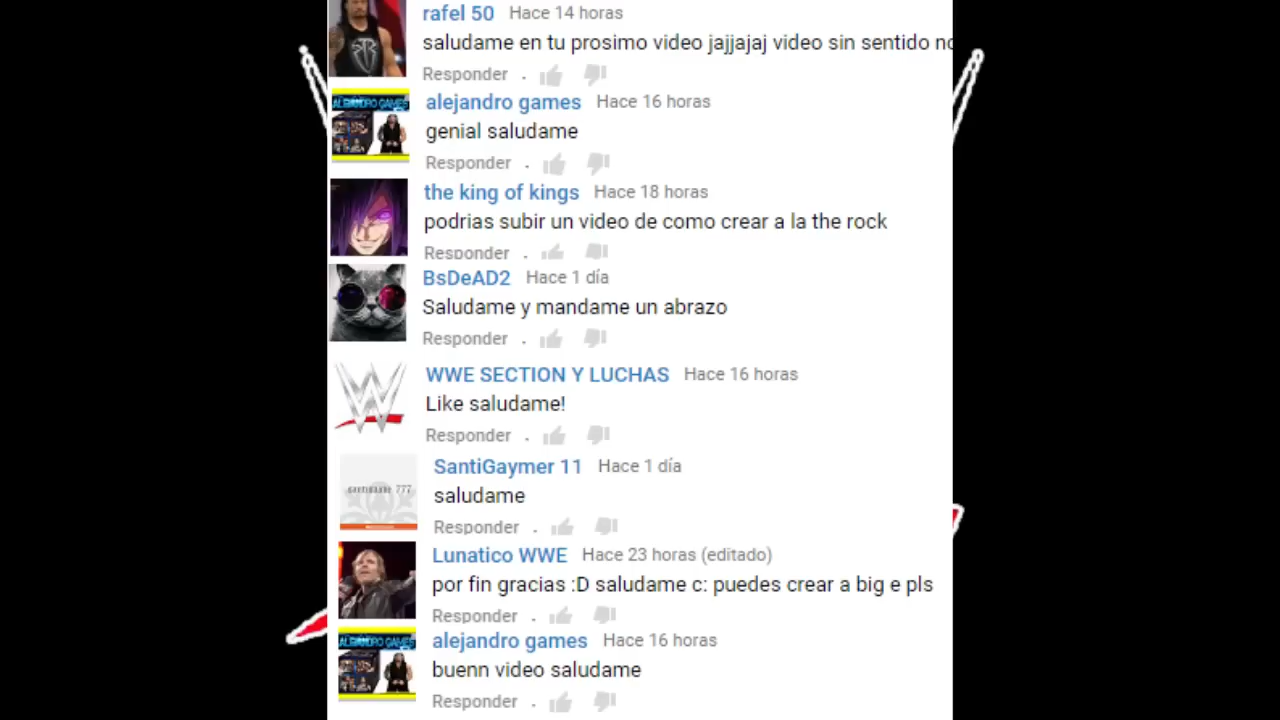 rafel 50 Hace 14 horas
saludame en tu prosimo video jajjajaj video sin sentido
Responder .
alejandro games Hace 16 horas
genial saludame
Responder .
the king of kings Hace 18 horas
podrias subir un video de como crear a la the rock
Responder .
BsDeAD2 Hace 1 día
Saludame y mandame un abrazo
Responder .
WWE SECTION Y LUCHAS Hace 16 horas
Like saludame!
Responder .
SantiGaymer 11 Hace 1 día
saludame
Responder .
Lunatico WWE Hace 23 horas (editado)
por fin gracias :D saludame c: puedes crear a big e pls
Responder .
ALEJANDRO GAMES
alejandro games Hace 16 horas
buenn video saludame
Responder .